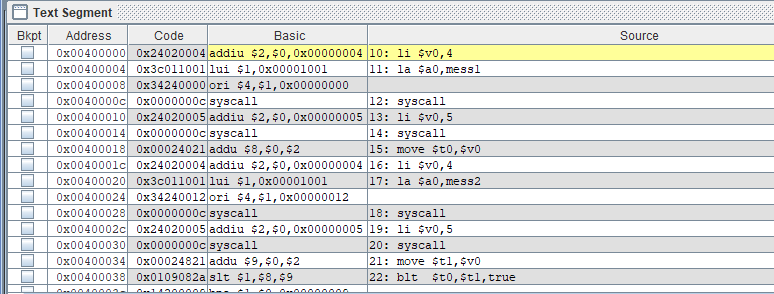 Text Segment
Bkpt Address Code Basic Source
0x00400000 0x24020004 addiu $2,$0,0x00000004 10: li $v0,4
0x00400004 0x3c011001 lui $1,0x00001001 11: la $a0,mess1
0x00400008 0x34240000 ori $4,$1,0x00000000
0x0040000c 0x0000000c syscall 12: syscall
0x00400010 0x24020005 addiu $2,$0,0x00000005 13: li $v0,5
0x00400014 0x0000000c syscall 14: syscall
0x00400018 0x00024021 addu $8,$0,$2 15: move $t0,$v0
0x0040001c 0x24020004 addiu $2,$0,0x00000004 16: li $v0,4
0x00400020 0x3c011001 lui $1,0x00001001 17: la $a0,mess2
0x00400024 0x34240012 ori $4,$1,0x00000012
0x00400028 0x0000000c syscall 18: syscall
0x0040002c 0x24020005 addiu $2,$0,0x00000005 19: li $v0,5
0x00400030 0x0000000c syscall 20: syscall
0x00400034 0x00024821 addu $9,$0,$2 21: move $t1,$v0
0x00400038 0x0109082a slt $1,$8,$9 22: blt $t0,$t1,true